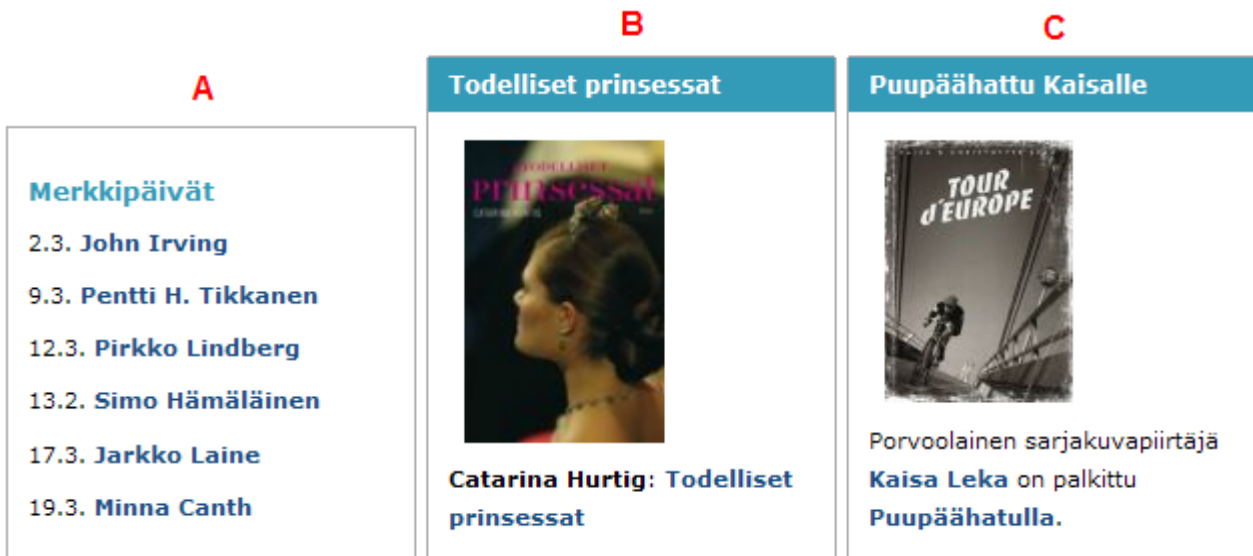 A
Merkkipäivät
2.3. John Irving
9.3. Pentti H. Tikkanen
12.3. Pirkko Lindberg
13.2. Simo Hämäläinen
17.3. Jarkko Laine
19.3. Minna Canth
B
Todelliset prinsessat
TODELLISET
prinsessat
Catarina Hurtig: Todelliset
prinsessat
C
Puupäähattu Kaisalle
TOUR
d'EUROPE
Porvoolainen sarjakuvapiirtäjä
Kaisa Leka on palkittu
Puupäähatulla.